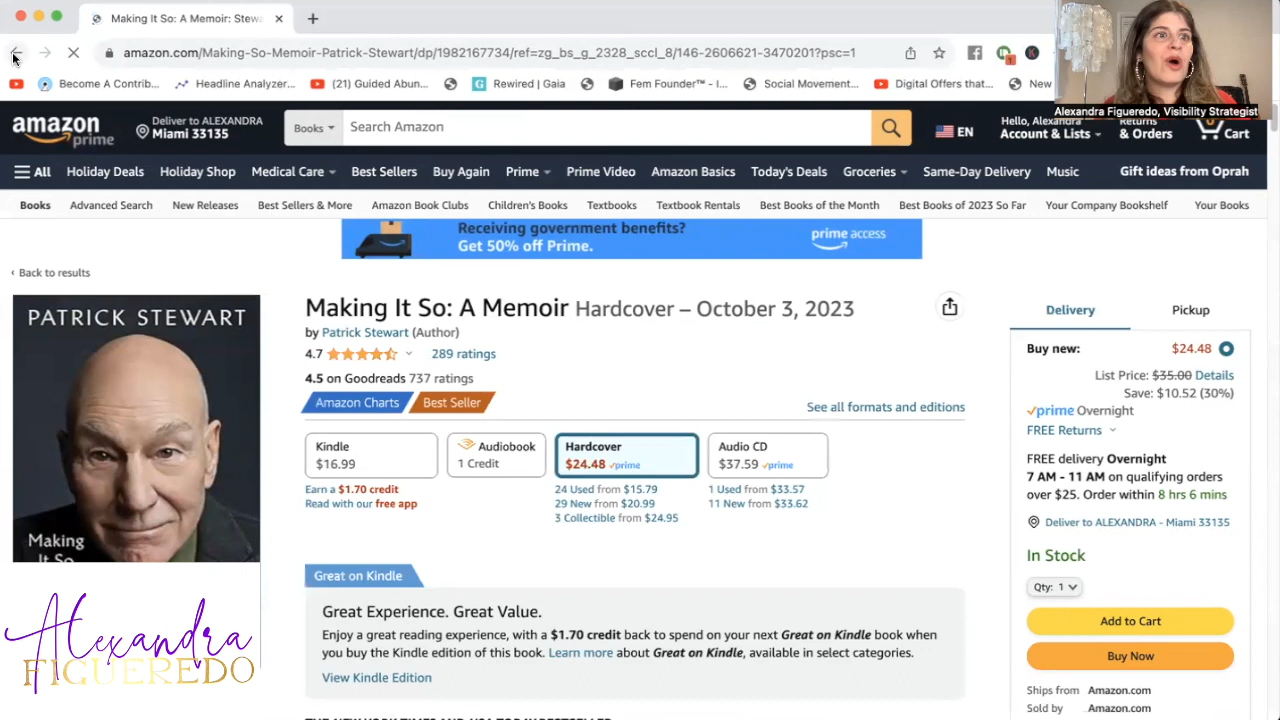 Making It So: A Memoir: Stewa
amazon.com/Making-So-Memoir-Patrick-Stewart/dp/1982167734/ref=zg_bs_g_2328_sccl_8/146-2606621-3470201?psc=1
Become A Contrib...
Headline Analyzer...
(21) Guided Abun...
Rewired | Gaia
Fem Founder™ - I...
Social Movement...
Digital Offers that...
New
Alexandra Figueredo, Visibility Strategist
amazon
prime
Deliver to ALEXANDRA
Miami 33135
Books
Search Amazon
EN
Hello, Alexandra
Account & Lists
Returns
& Orders
0
Cart
All
Holiday Deals
Holiday Shop
Medical Care
Best Sellers
Buy Again
Prime
Prime Video
Amazon Basics
Today's Deals
Groceries
Same-Day Delivery
Music
Gift ideas from Oprah
Books
Advanced Search
New Releases
Best Sellers & More
Amazon Book Clubs
Children's Books
Textbooks
Textbook Rentals
Best Books of the Month
Best Books of 2023 So Far
Your Company Bookshelf
Your Books
Receiving government benefits?
Get 50% off Prime.
prime access
‹ Back to results
PATRICK STEWART
Making
It So
Alexandra
FIGUEREDO
Making It So: A Memoir Hardcover – October 3, 2023
by Patrick Stewart (Author)
4.7
289 ratings
4.5 on Goodreads 737 ratings
Amazon Charts
Best Seller
See all formats and editions
Kindle
$16.99
Audiobook
1 Credit
Hardcover
$24.48 prime
Audio CD
$37.59 prime
Earn a $1.70 credit
Read with our free app
24 Used from $15.79
29 New from $20.99
3 Collectible from $24.95
1 Used from $33.57
11 New from $33.62
Great on Kindle
Great Experience. Great Value.
Enjoy a great reading experience, with a $1.70 credit back to spend on your next Great on Kindle book when
you buy the Kindle edition of this book. Learn more about Great on Kindle, available in select categories.
View Kindle Edition
THE NEW YORK TIMES AND USA TODAY BESTSELLER
Delivery
Pickup
Buy new:
$24.48
List Price: $35.00 Details
Save: $10.52 (30%)
prime Overnight
FREE Returns
FREE delivery Overnight
7 AM - 11 AM on qualifying orders
over $25. Order within 8 hrs 6 mins
Deliver to ALEXANDRA - Miami 33135
In Stock
Qty: 1
Add to Cart
Buy Now
Ships from Amazon.com
Sold by Amazon.com